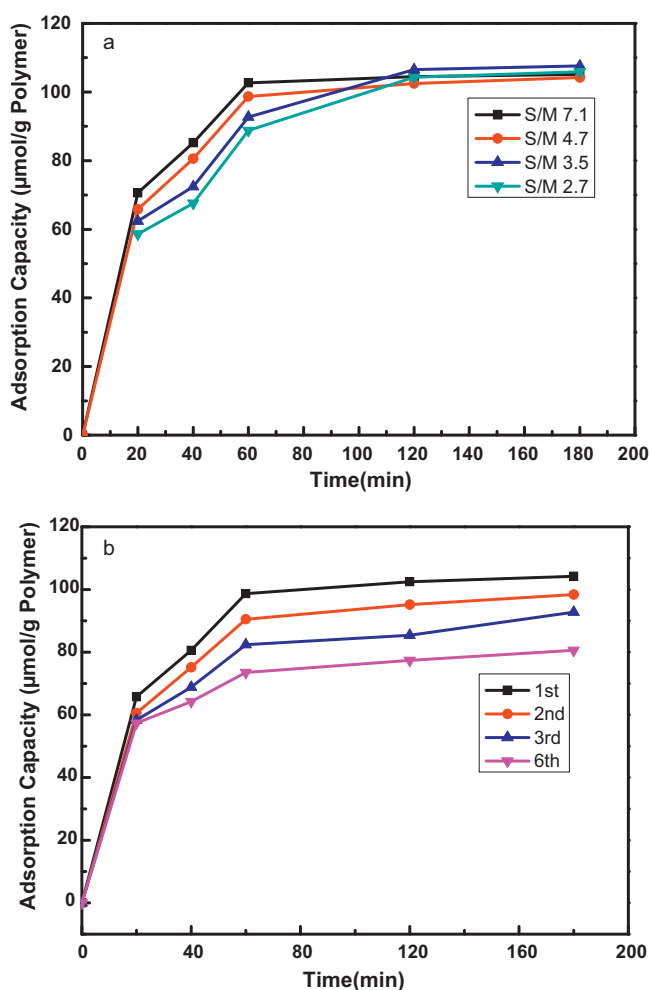 a
120
100
80
60
40
20
0
Adsorption Capacity (μmol/g Polymer)
S/M 7.1
S/M 4.7
S/M 3.5
S/M 2.7
0 20 40 60 80 100 120 140 160 180 200
Time(min)
b
120
100
80
60
40
20
0
Adsorption Capacity (μmol/g Polymer)
1st
2nd
3rd
6th
0 40 80 120 160 200
Time(min)